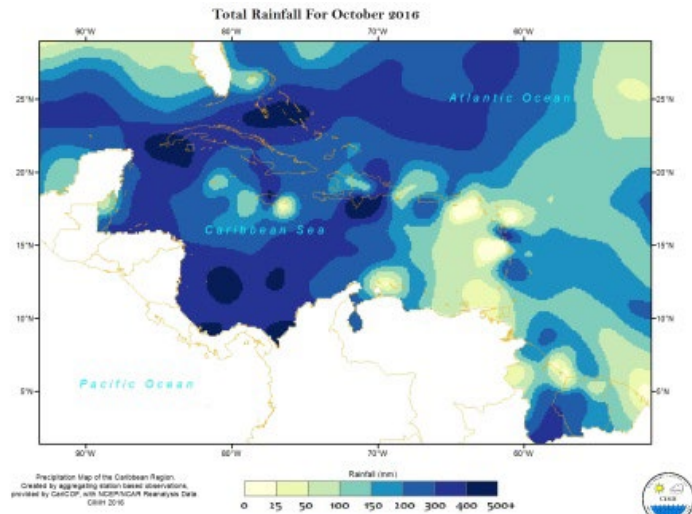 Total Rainfall For October 2016
90°W 80°W 70°W 60°W
25°N 25°N
Atlantic Ocean
20°N 20°N
Caribbean Sea
15°N 15°N
10°N 10°N
Pacific Ocean
5°N 5°N
90°W 80°W 70°W 60°W
Precipitation Map of the Caribbean Region.
Created by aggregating station based observations,
provided by CariCOF, with NCEP/NCAR Reanalysis Data.
CIMH 2016
Rainfall (mm)
0 15 50 100 150 200 300 400 500+
CIMH